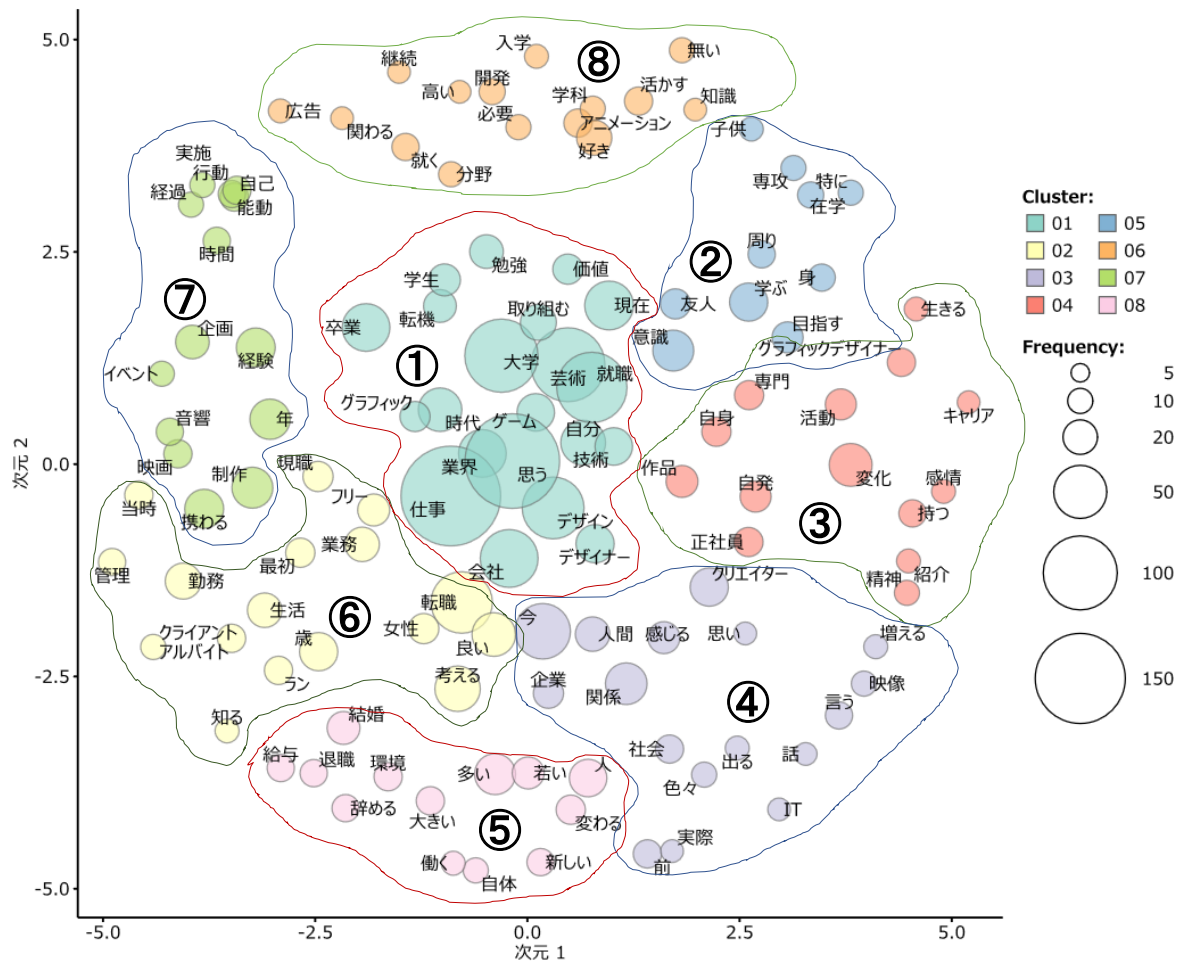 5.0
2.5
0.0
-2.5
-5.0
次元 2
-5.0
-2.5
0.0
2.5
5.0
次元 1
⑧
入学
無い
継続
開発
高い
広告
関わる
必要
学科
活かす
知識
アニメーション
好き
就く
分野
⑦
実施
行動
自己
経過
能動
時間
企画
経験
イベント
年
音響
映画
制作
携わる
①
勉強
価値
学生
転機
卒業
取り組む
現在
大学
芸術
就職
グラフィック
時代
ゲーム
自分
技術
業界
思う
仕事
デザイン
デザイナー
会社
②
子供
専攻
特に
在学
周り
身
学ぶ
友人
意識
目指す
③
生きる
グラフィックデザイナー
専門
活動
キャリア
自身
作品
自発
変化
感情
持つ
正社員
精神
紹介
⑥
現職
フリー
当時
業務
最初
管理
勤務
生活
転職
女性
良い
クライアント
アルバイト
歳
ラン
考える
知る
④
クリエイター
今
人間
感じる
思い
増える
企業
関係
映像
言う
社会
出る
話
色々
IT
実際
前
⑤
結婚
給与
退職
環境
多い
若い
人
辞める
大きい
変わる
働く
自体
新しい
Cluster:
01
05
02
06
03
07
04
08
Frequency:
5
10
20
50
100
150